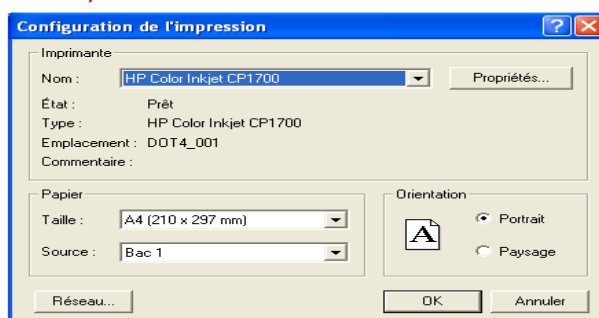 Configuration de l'impression
Imprimante
Nom : HP Color Inkjet CP1700 Propriétés...
État : Prêt
Type : HP Color Inkjet CP1700
Emplacement : DOT4_001
Commentaire :
Papier
Taille : A4 (210 x 297 mm)
Source : Bac 1
Orientation
A
Portrait
Paysage
Réseau... OK Annuler